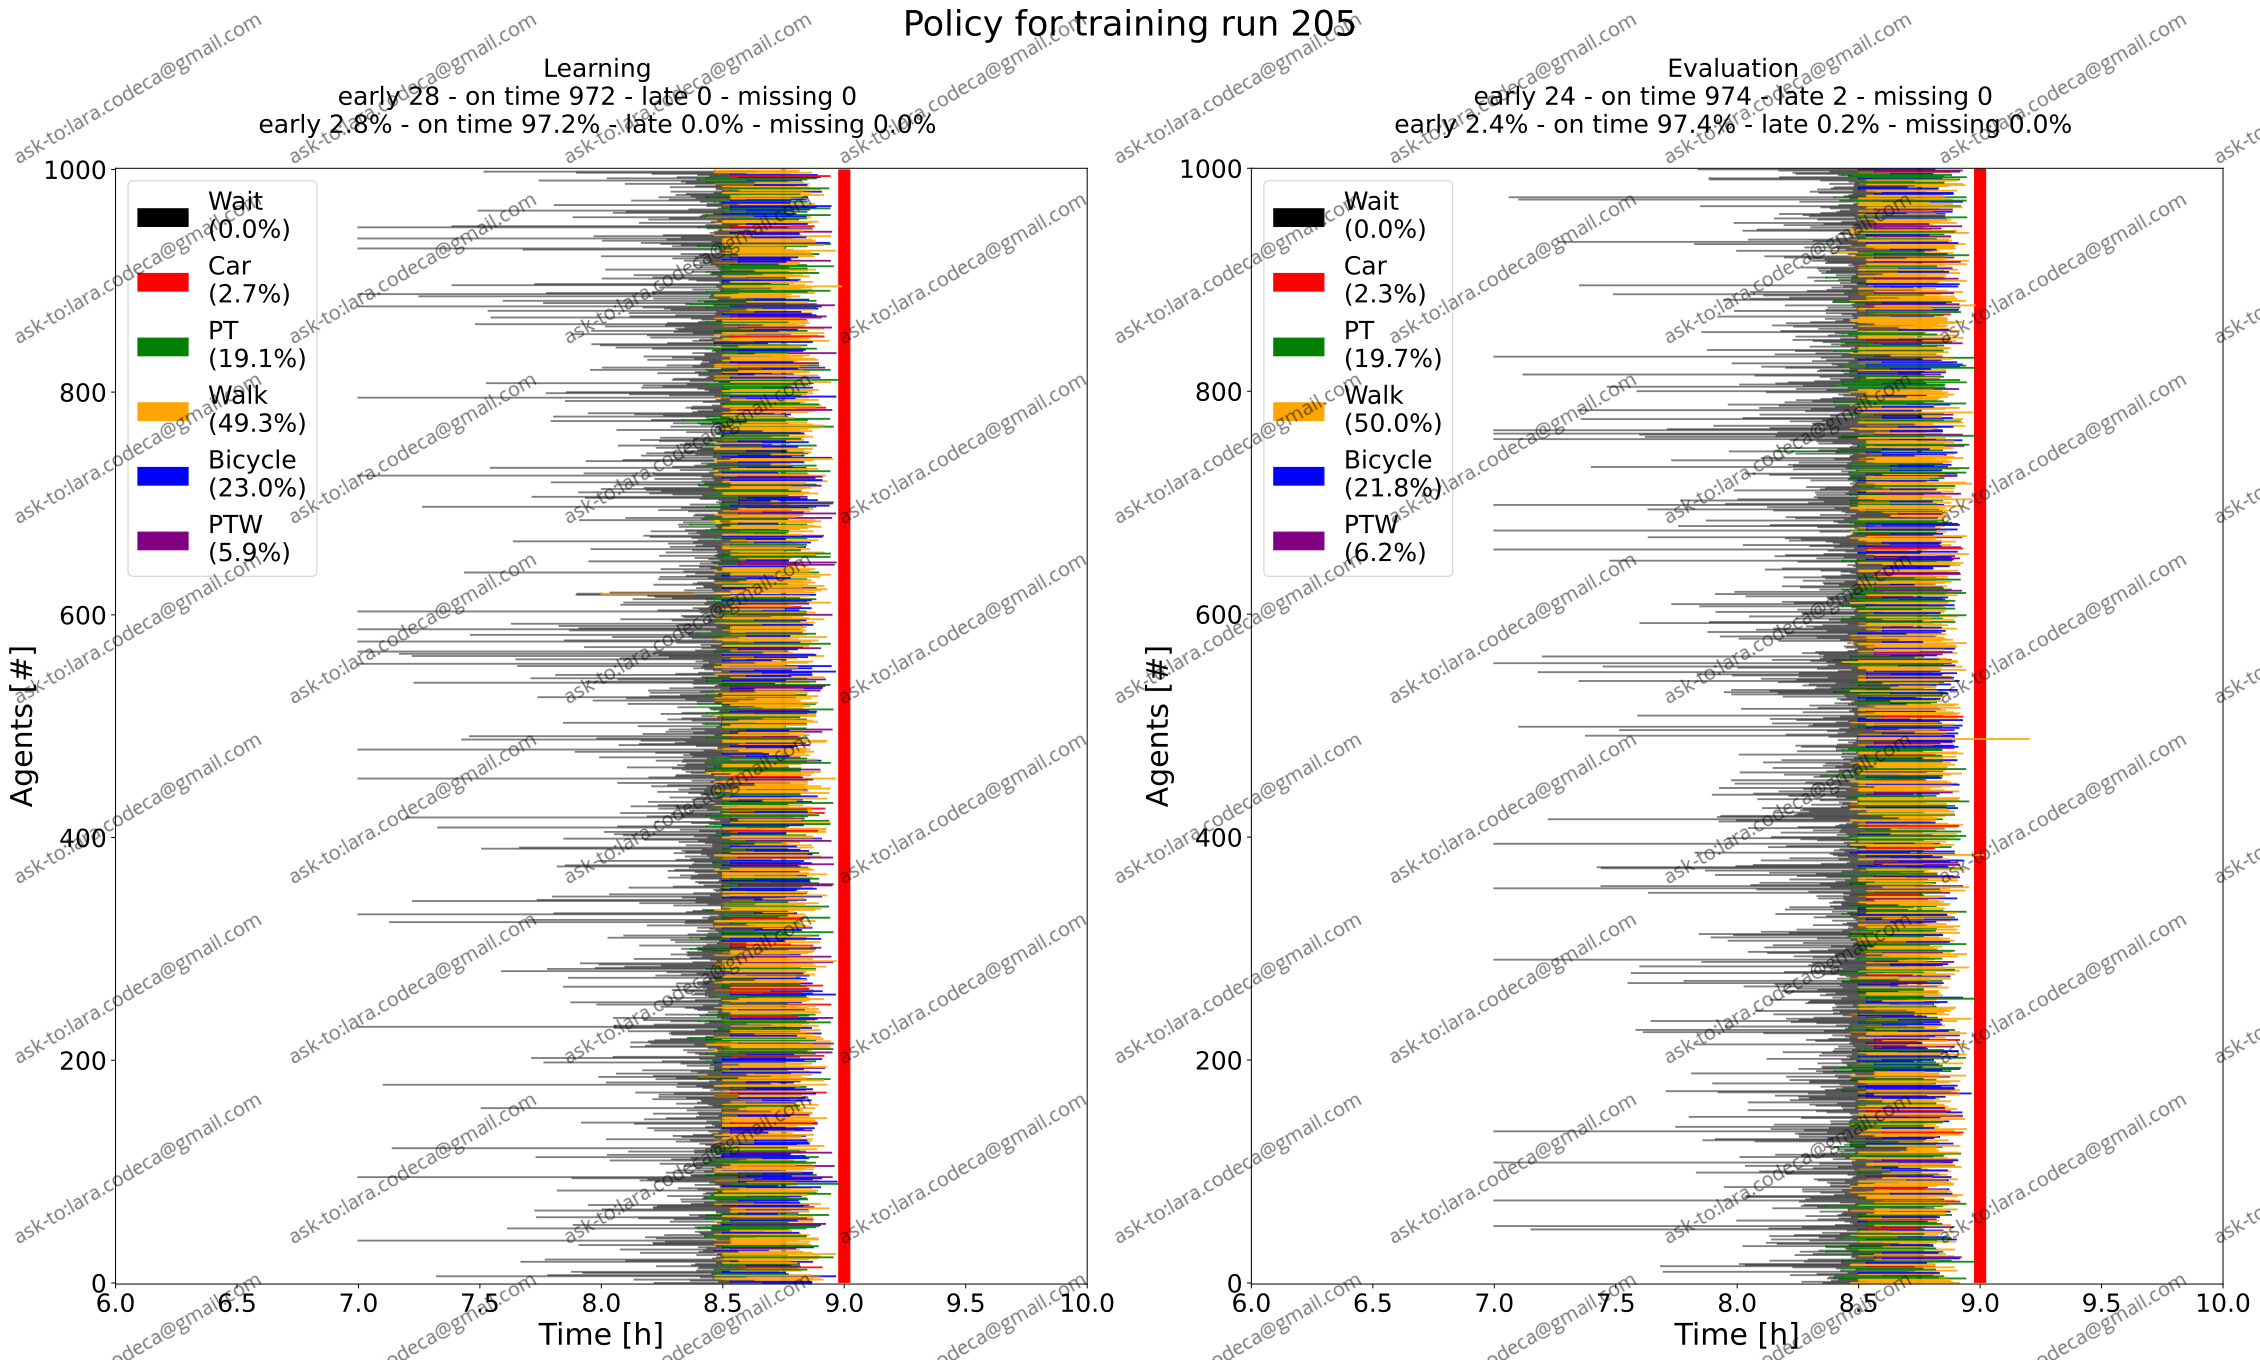 Policy for training run 205
Learning
early 28 - on time 972 - late 0 - missing 0
early 2.8% - on time 97.2% - late 0.0% - missing 0.0%
Wait
(0.0%)
Car
(2.7%)
PT
(19.1%)
Walk
(49.3%)
Bicycle
(23.0%)
PTW
(5.9%)
Agents [#]
1000
800
600
400
200
0
6.0 6.5 7.0 7.5 8.0 8.5 9.0 9.5 10.0
Time [h]
Evaluation
early 24 - on time 974 - late 2 - missing 0
early 2.4% - on time 97.4% - late 0.2% - missing 0.0%
Wait
(0.0%)
Car
(2.3%)
PT
(19.7%)
Walk
(50.0%)
Bicycle
(21.8%)
PTW
(6.2%)
Agents [#]
1000
800
600
400
200
0
6.0 6.5 7.0 7.5 8.0 8.5 9.0 9.5 10.0
Time [h]
ask-to:lara.codeca@gmail.com